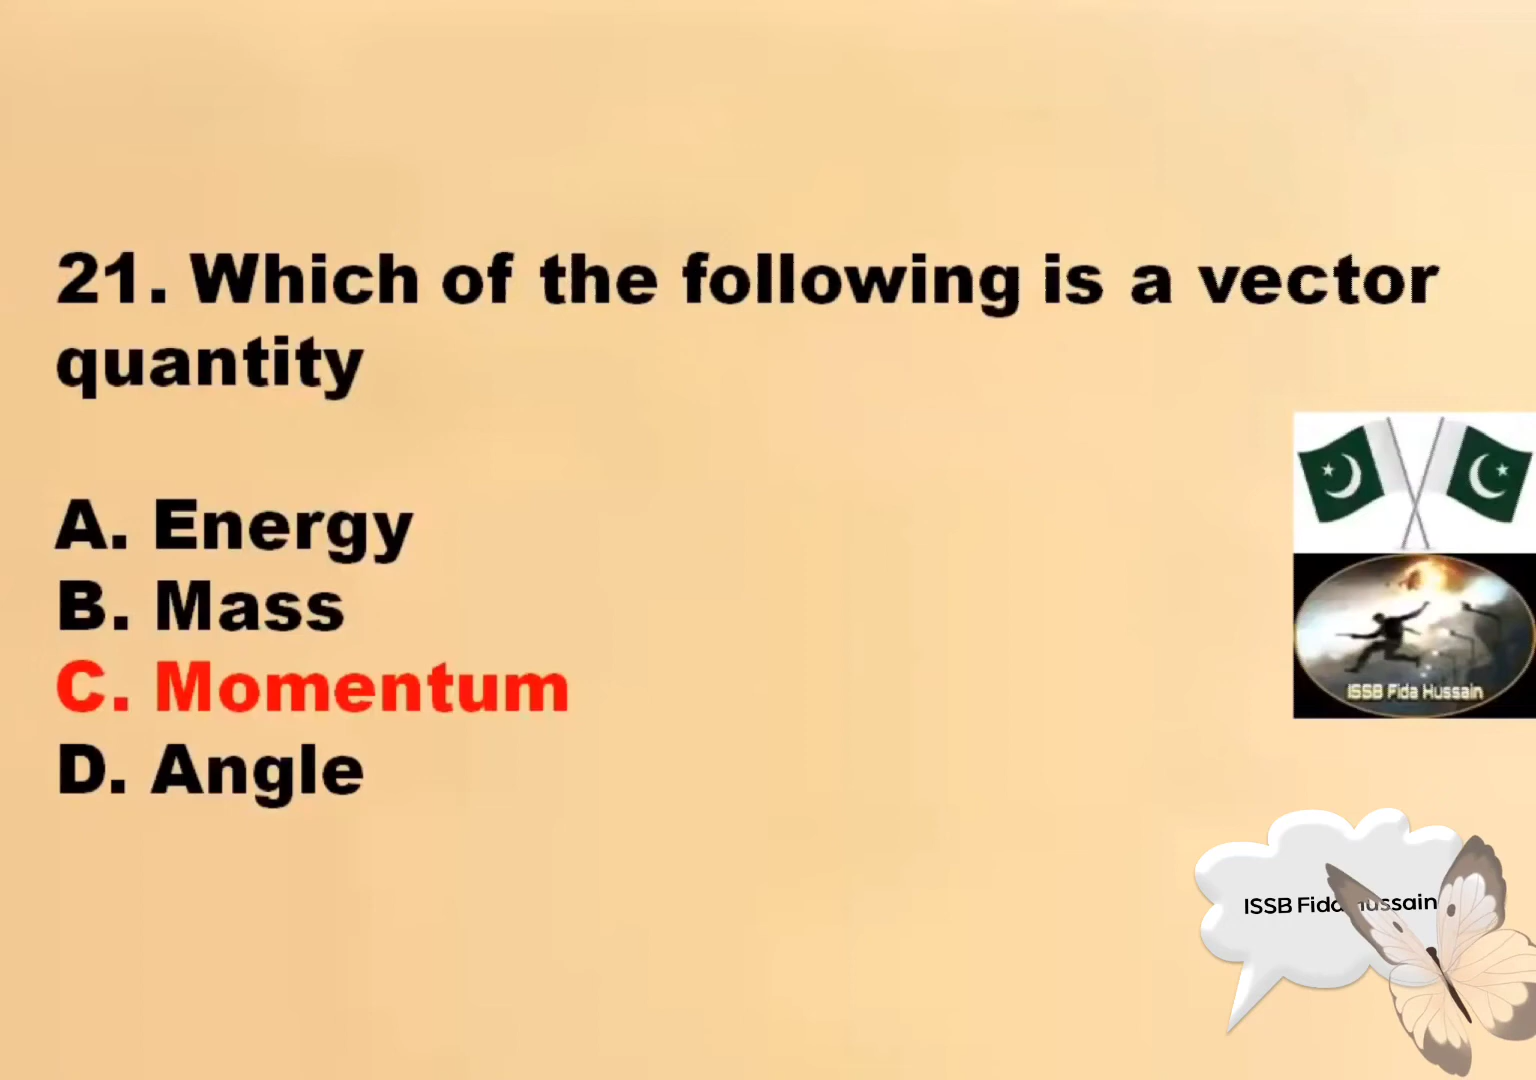 21. Which of the following is a vector
quantity
A. Energy
B. Mass
C. Momentum
D. Angle
ISSB Fida Hussain
ISSB Fida Hussain